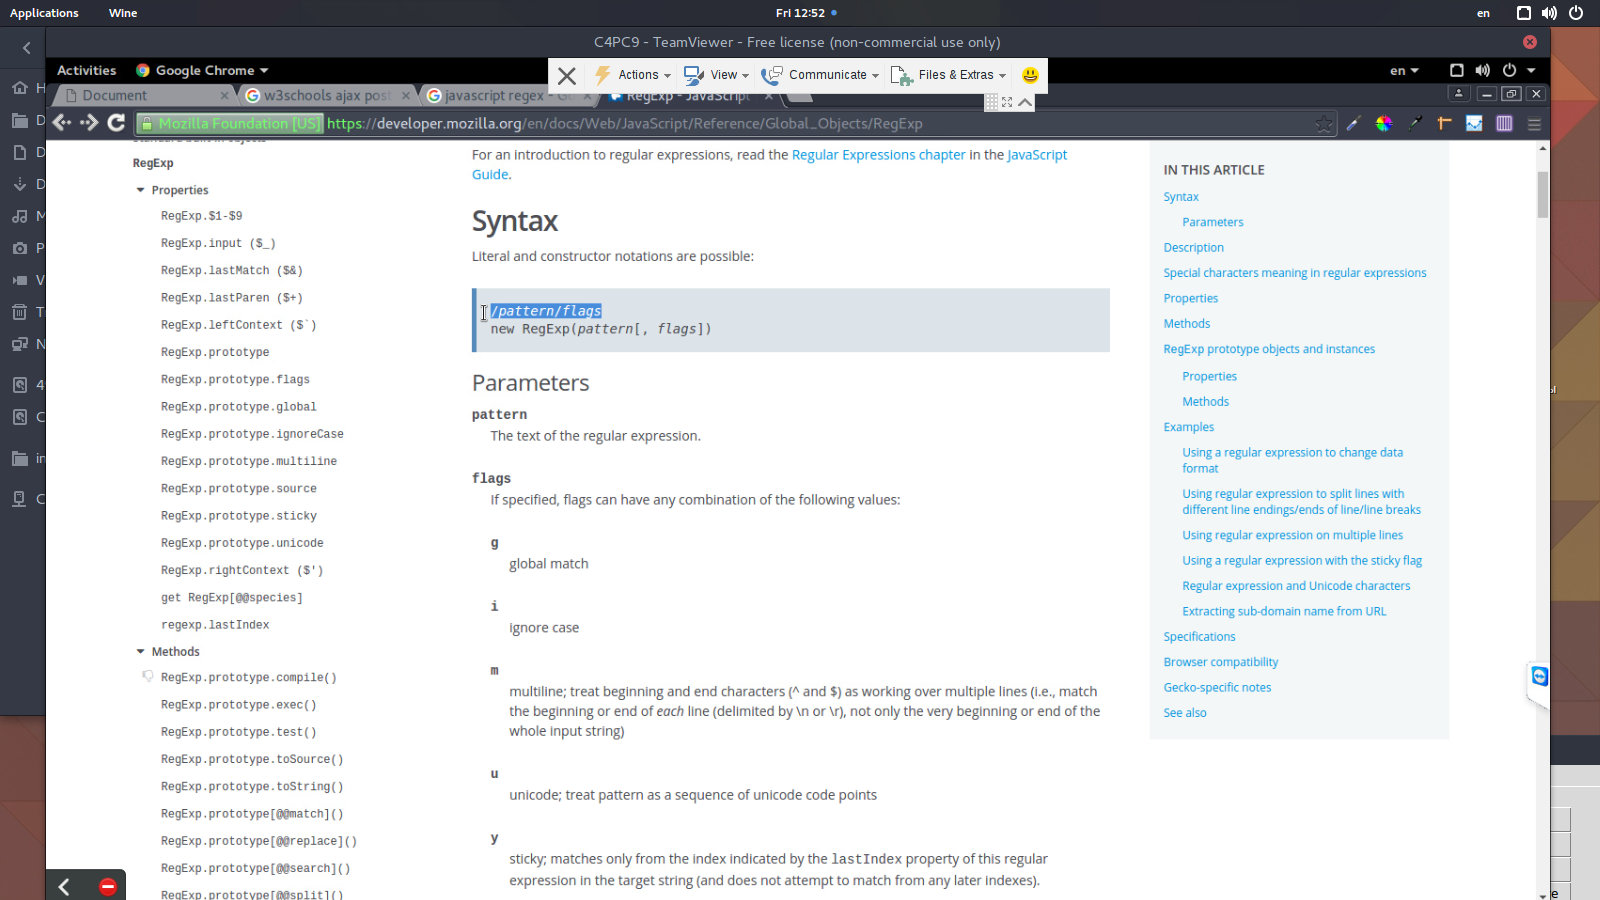 Applications
Wine
Fri 12:52
en
C4PC9 - TeamViewer - Free license (non-commercial use only)
Activities
Google Chrome
Actions
View
Communicate
Files & Extras
en
Document
w3schools ajax post
javascript regex - G
RegExp - JavaScript
Mozilla Foundation [US]
https://developer.mozilla.org/en/docs/Web/JavaScript/Reference/Global_Objects/RegExp
RegExp
Properties
RegExp.$1-$9
RegExp.input ($_)
RegExp.lastMatch ($&)
RegExp.lastParen ($+)
RegExp.leftContext ($`)
RegExp.prototype
RegExp.prototype.flags
RegExp.prototype.global
RegExp.prototype.ignoreCase
RegExp.prototype.multiline
RegExp.prototype.source
RegExp.prototype.sticky
RegExp.prototype.unicode
RegExp.rightContext ($')
get RegExp[@@species]
regexp.lastIndex
Methods
RegExp.prototype.compile()
RegExp.prototype.exec()
RegExp.prototype.test()
RegExp.prototype.toSource()
RegExp.prototype.toString()
RegExp.prototype[@@match]()
RegExp.prototype[@@replace]()
RegExp.prototype[@@search]()
RegExp.prototype[@@split]()
For an introduction to regular expressions, read the Regular Expressions chapter in the JavaScript
Guide.
Syntax
Literal and constructor notations are possible:
/pattern/flags
new RegExp(pattern[, flags])
Parameters
pattern
The text of the regular expression.
flags
If specified, flags can have any combination of the following values:
g
global match
i
ignore case
m
multiline; treat beginning and end characters (^ and $) as working over multiple lines (i.e., match
the beginning or end of each line (delimited by \n or \r), not only the very beginning or end of the
whole input string)
u
unicode; treat pattern as a sequence of unicode code points
y
sticky; matches only from the index indicated by the lastIndex property of this regular
expression in the target string (and does not attempt to match from any later indexes).
IN THIS ARTICLE
Syntax
Parameters
Description
Special characters meaning in regular expressions
Properties
Methods
RegExp prototype objects and instances
Properties
Methods
Examples
Using a regular expression to change data
format
Using regular expression to split lines with
different line endings/ends of line/line breaks
Using regular expression on multiple lines
Using a regular expression with the sticky flag
Regular expression and Unicode characters
Extracting sub-domain name from URL
Specifications
Browser compatibility
Gecko-specific notes
See also